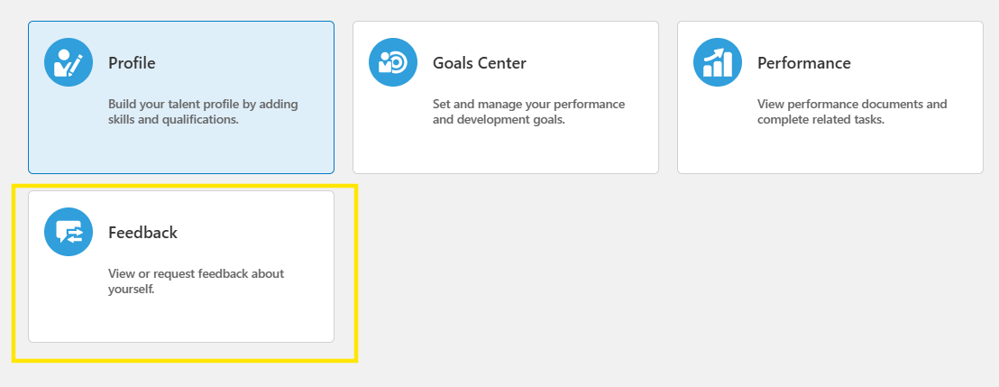 Profile
Build your talent profile by adding
skills and qualifications.
Goals Center
Set and manage your performance
and development goals.
Performance
View performance documents and
complete related tasks.
Feedback
View or request feedback about
yourself.